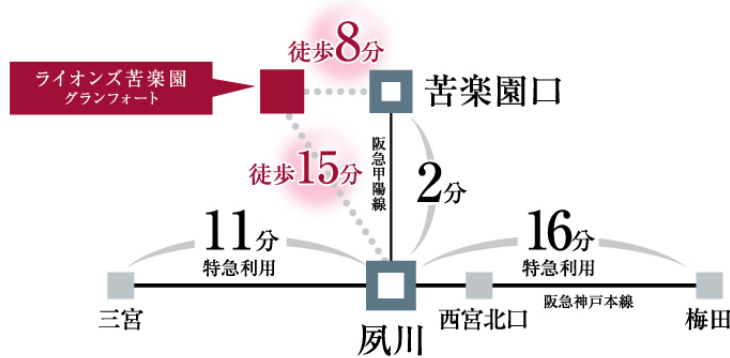 徒歩8分
ライオンズ苦楽園
グランフォート
苦楽園口
阪急甲陽線
徒歩15分
2分
11分
特急利用
16分
特急利用
阪急神戸本線
三宮
夙川
西宮北口
梅田